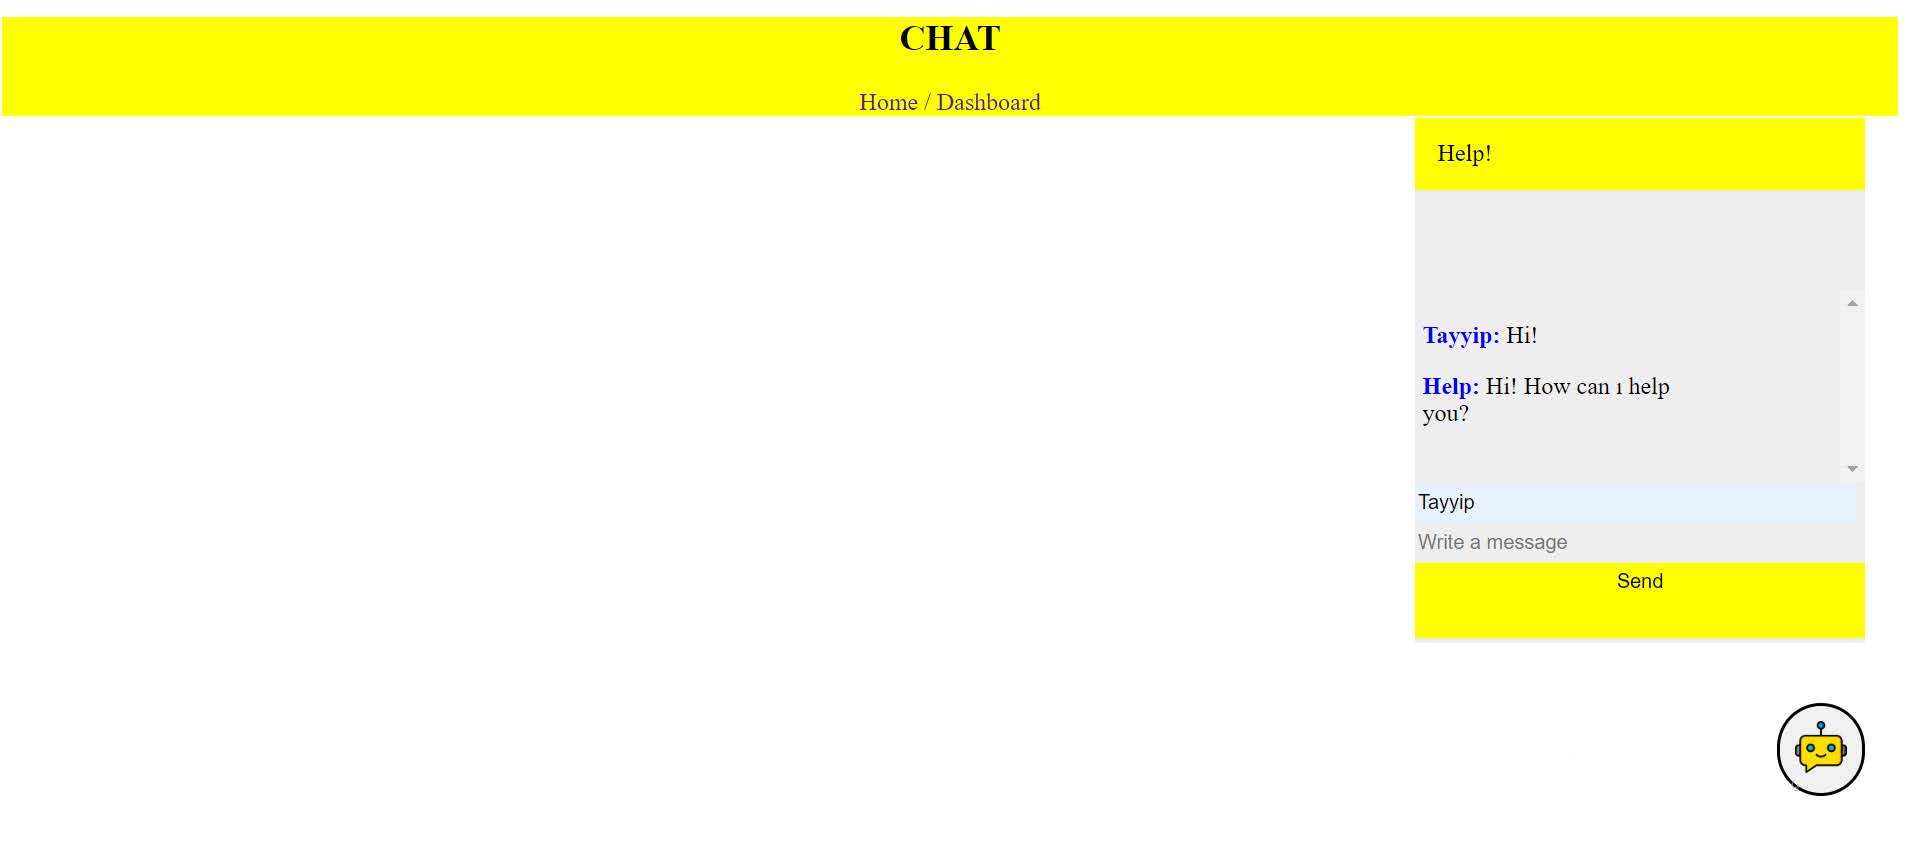 CHAT
Home / Dashboard
Help!
Tayyip: Hi!
Help: Hi! How can ı help
you?
Tayyip
Write a message
Send